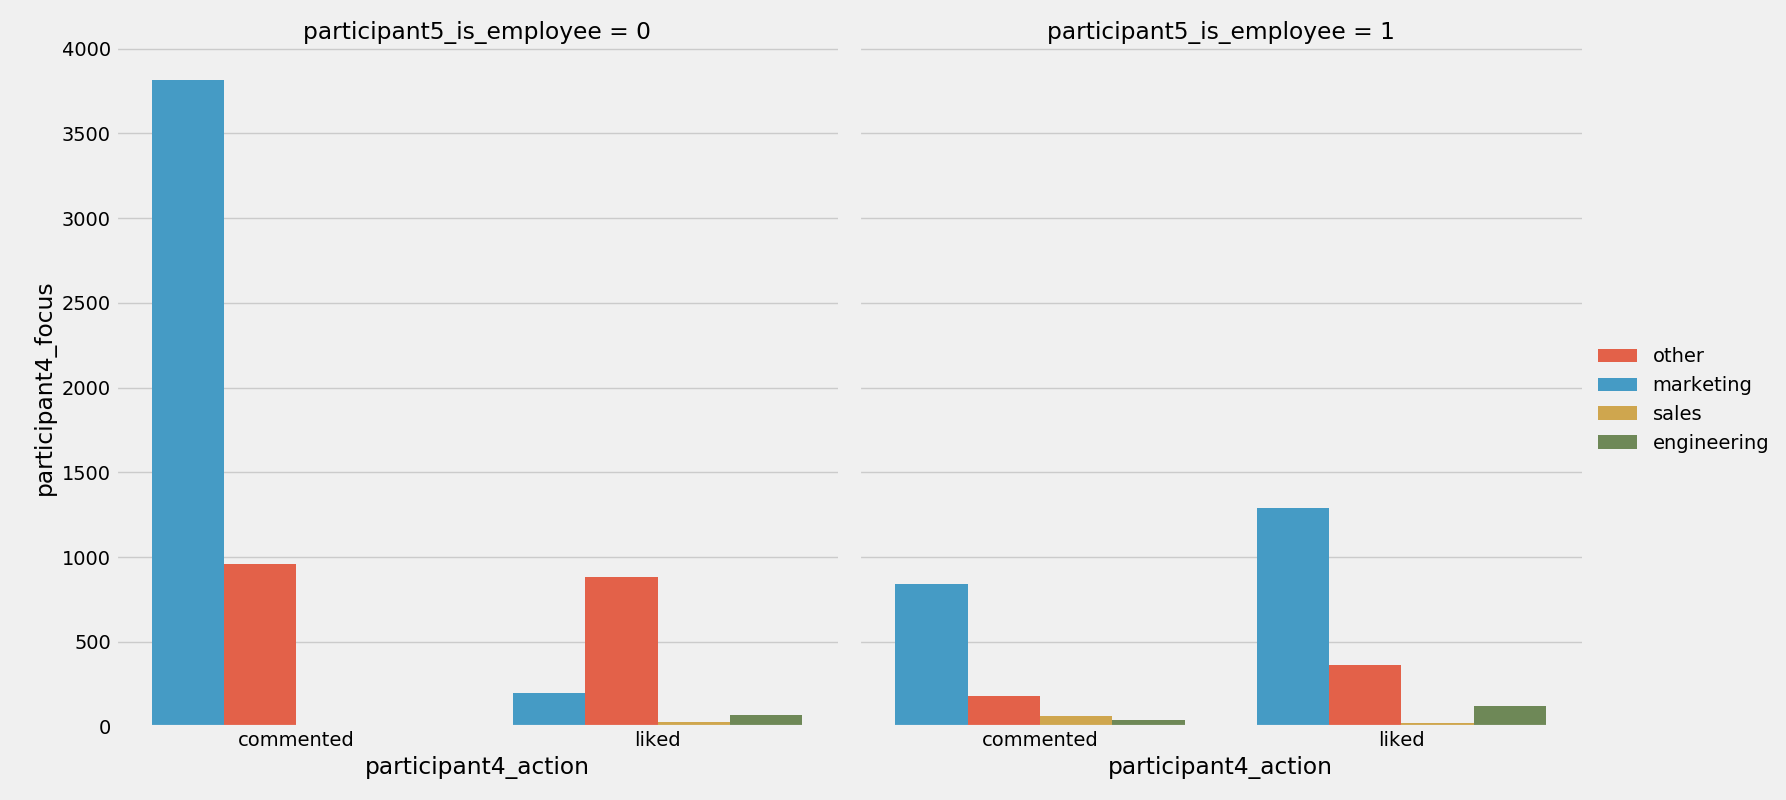 participant5_is_employee = 0
participant5_is_employee = 1
4000
3500
3000
2500
2000
1500
1000
500
0
participant4_focus
commented
liked
commented
liked
participant4_action
participant4_action
other
marketing
sales
engineering